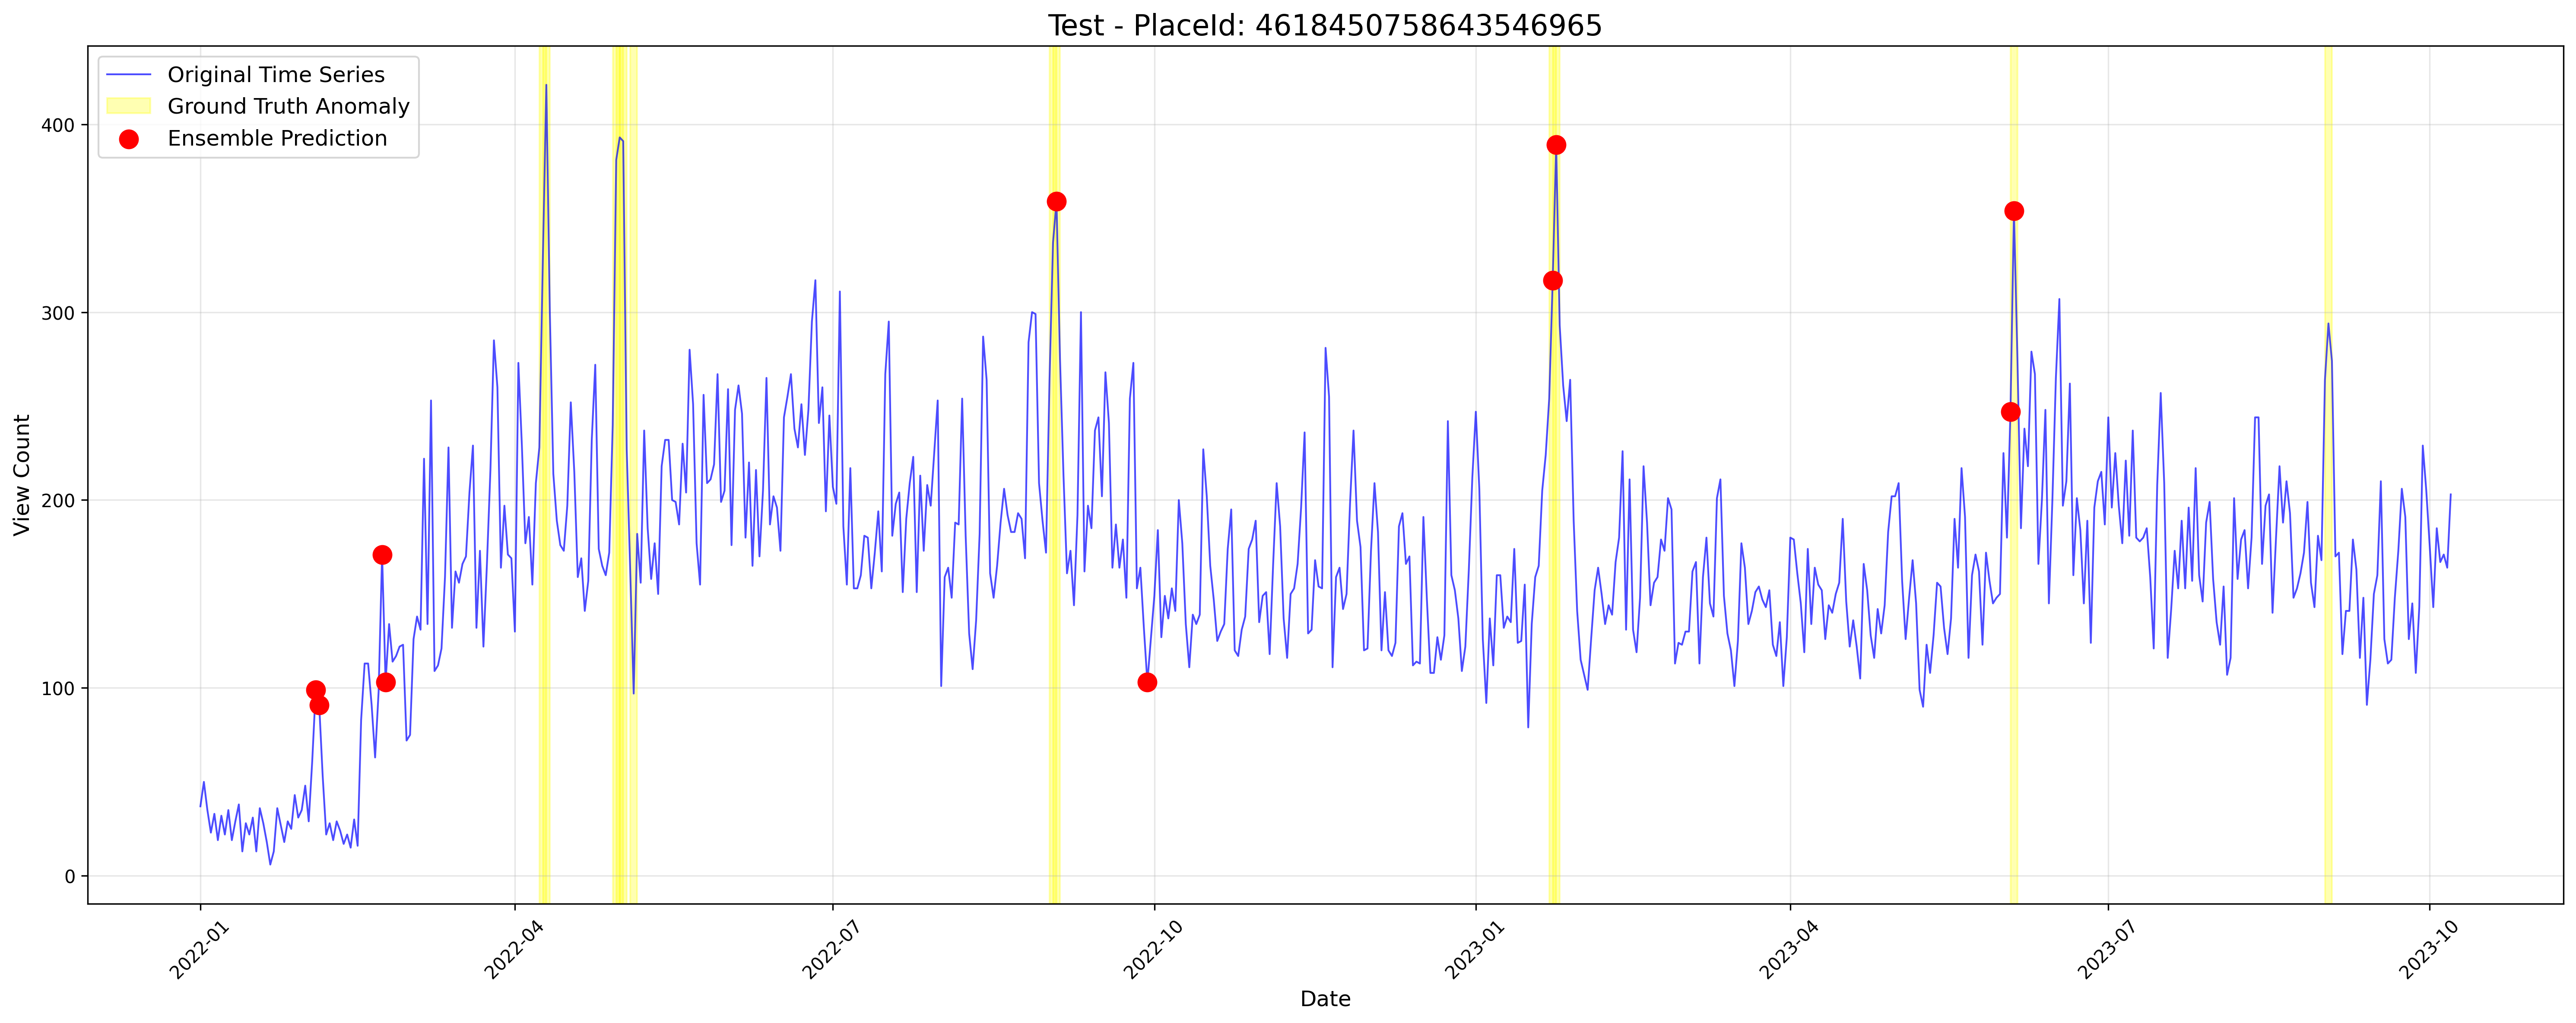 Test - PlaceId: 4618450758643546965
Original Time Series
Ground Truth Anomaly
Ensemble Prediction
View Count
400
300
200
100
0
2022-01
2022-04
2022-07
2022-10
2023-01
2023-04
2023-07
2023-10
Date